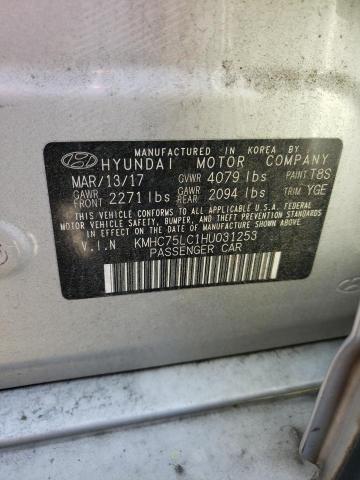 MANUFACTURED IN KOREA BY
HYUNDAI MOTOR COMPANY
MAR/13/17 GVWR 4079 lbs PAINT T8S
GAWR FRONT 2271 lbs GAWR REAR 2094 lbs TRIM YGE
THIS VEHICLE CONFORMS TO ALL APPLICABLE U.S.A FEDERAL
MOTOR VEHICLE SAFETY, BUMPER, AND THEFT PREVENTION
STANDARDS IN EFFECT ON THE DATE OF MANUFACTURE
SHOWN ABOVE.
V.I.N KMHC75LC1HU031253
PASSENGER CAR